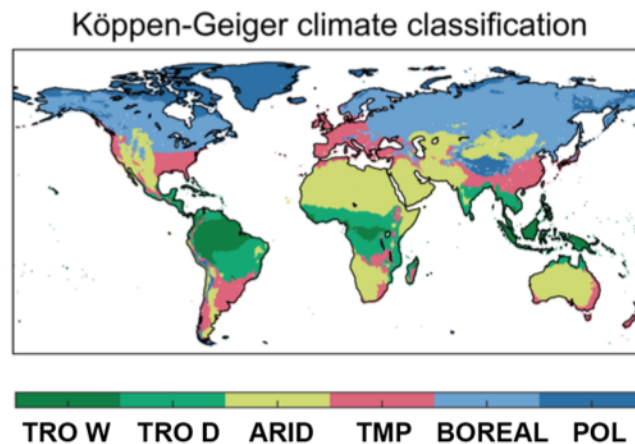 Köppen-Geiger climate classification
TRO W TRO D ARID TMP BOREAL POL